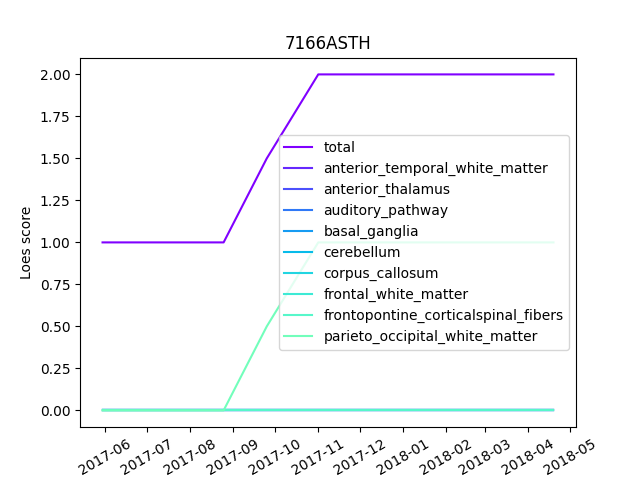 7166ASTH
Loes score
2.00
1.75
1.50
1.25
1.00
0.75
0.50
0.25
0.00
total
anterior_temporal_white_matter
anterior_thalamus
auditory_pathway
basal_ganglia
cerebellum
corpus_callosum
frontal_white_matter
frontopontine_corticalspinal_fibers
parieto_occipital_white_matter
2017-06
2017-07
2017-08
2017-09
2017-10
2017-11
2017-12
2018-01
2018-02
2018-03
2018-04
2018-05